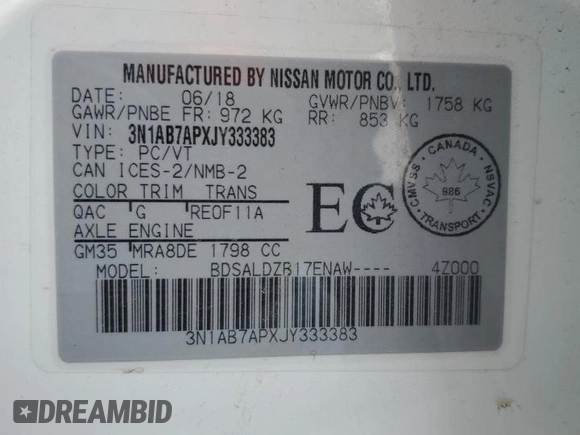 MANUFACTURED BY NISSAN MOTOR CO., LTD.
DATE: 06/18 GVWR/PNBV: 1758 KG
GAWR/PNBE FR: 972 KG RR: 853 KG
VIN: 3N1AB7APXJY333383
TYPE: PC/VT
CAN ICES-2/NMB-2
COLOR TRIM TRANS
QAC G RE0F11A
AXLE ENGINE
GM35 MRA8DE 1798 CC
EC
CANADA
CMVSS NSVAC
986
TRANSPORT
MODEL: BDSALDZB17ENAW---- 4Z000
3N1AB7APXJY333383
DREAMBID